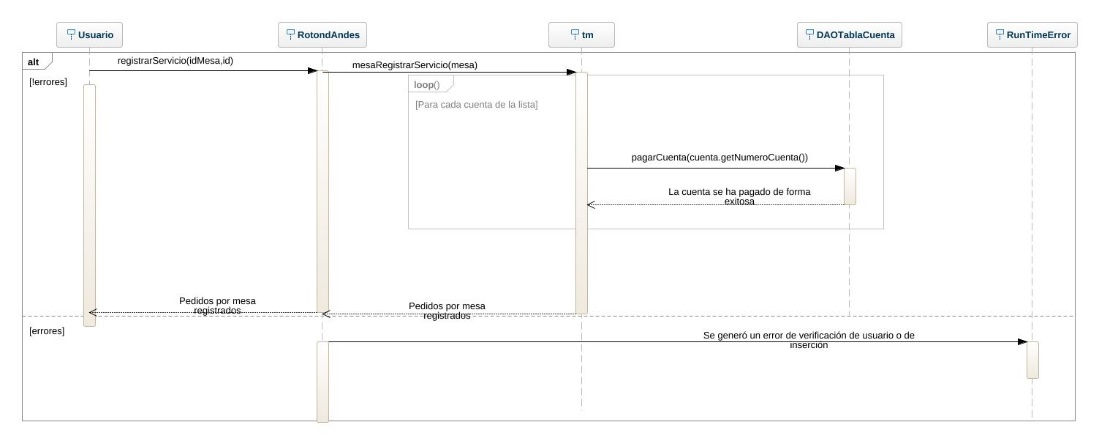 Usuario
RotondAndes
tm
DAOTablaCuenta
RunTimeError
alt
registrarServicio(idMesa,id)
mesaRegistrarServicio(mesa)
[!errores]
loop()
[Para cada cuenta de la lista]
pagarCuenta(cuenta.getNumeroCuenta())
La cuenta se ha pagado de forma
exitosa
Pedidos por mesa
registrados
Pedidos por mesa
registrados
[errores]
Se generó un error de verificación de usuario o de
inserción